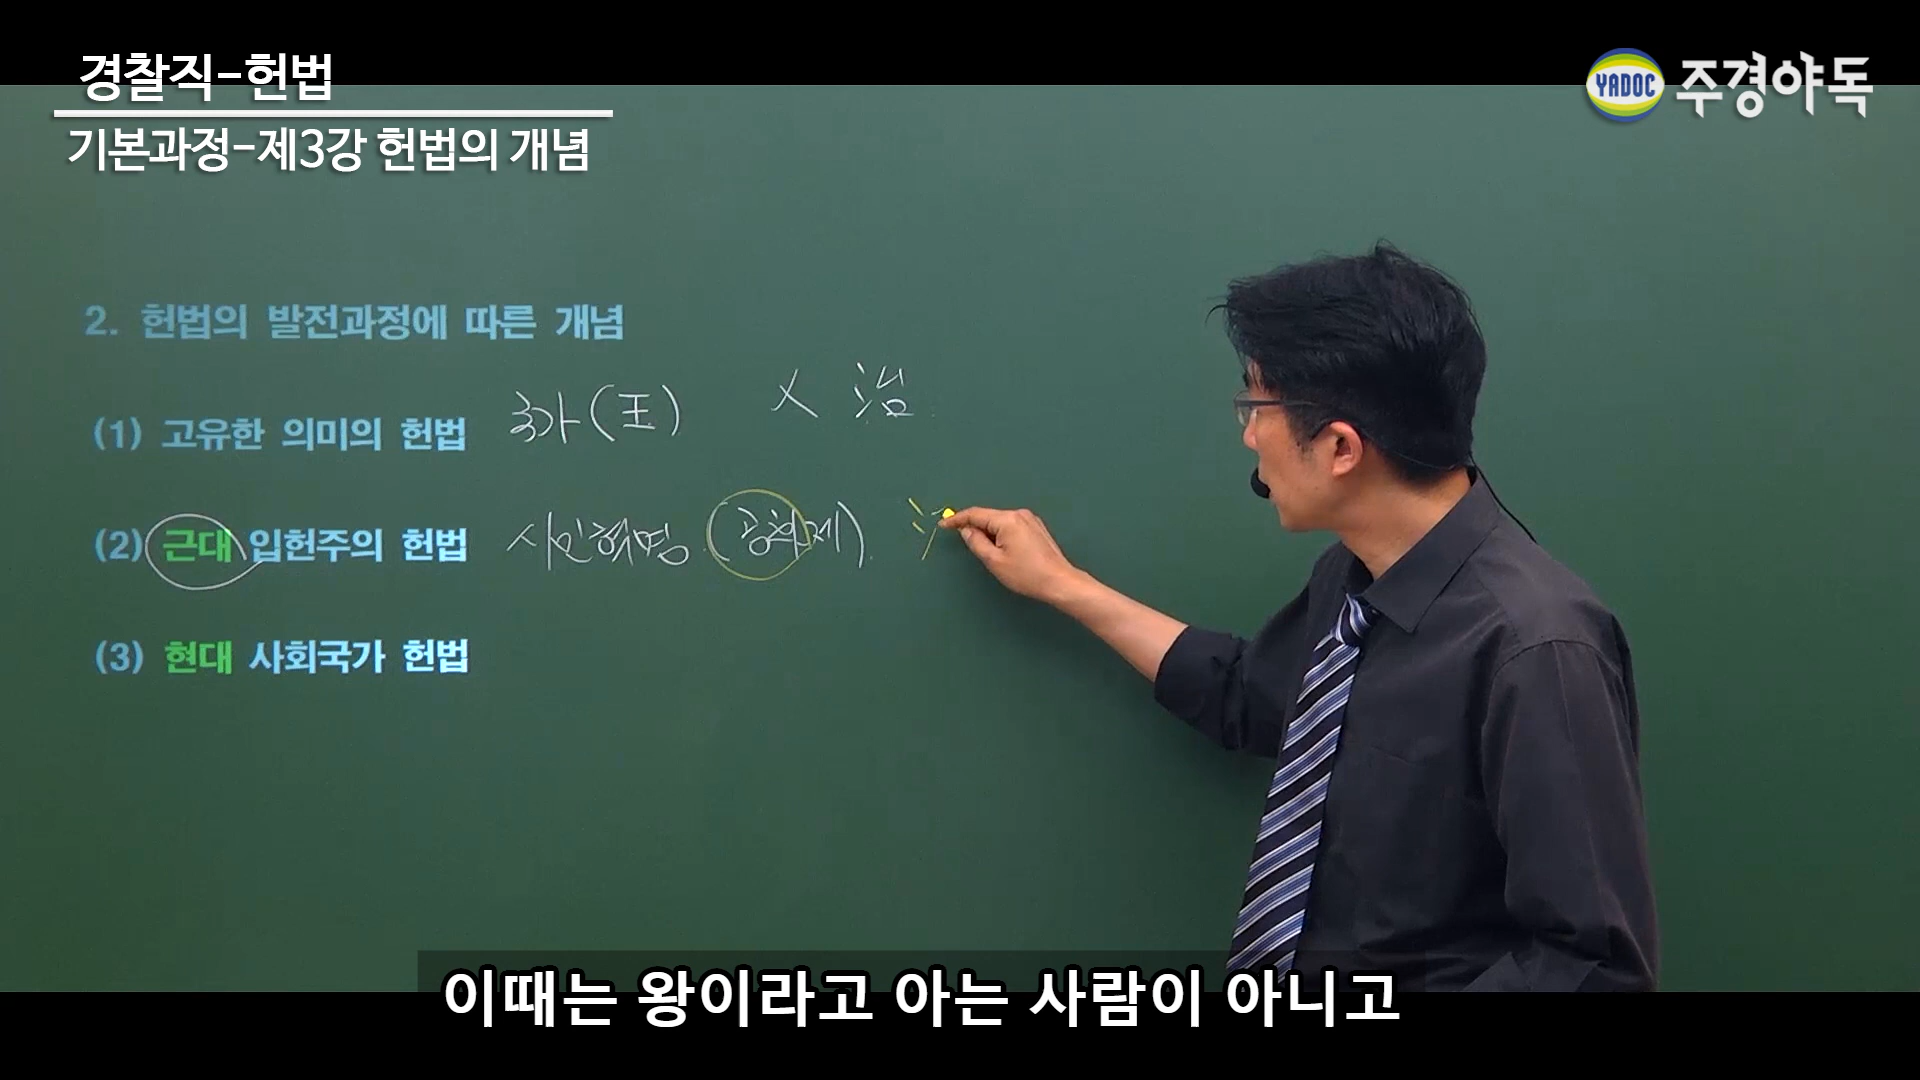 경찰직-헌법
YADOC 주경야독
기본과정-제3강 헌법의 개념
2. 헌법의 발전과정에 따른 개념
(1) 고유한 의미의 헌법 국가(王) 人 治
(2) 근대 입헌주의 헌법 시민혁명 (공화제)
(3) 현대 사회국가 헌법
이때는 왕이라고 아는 사람이 아니고